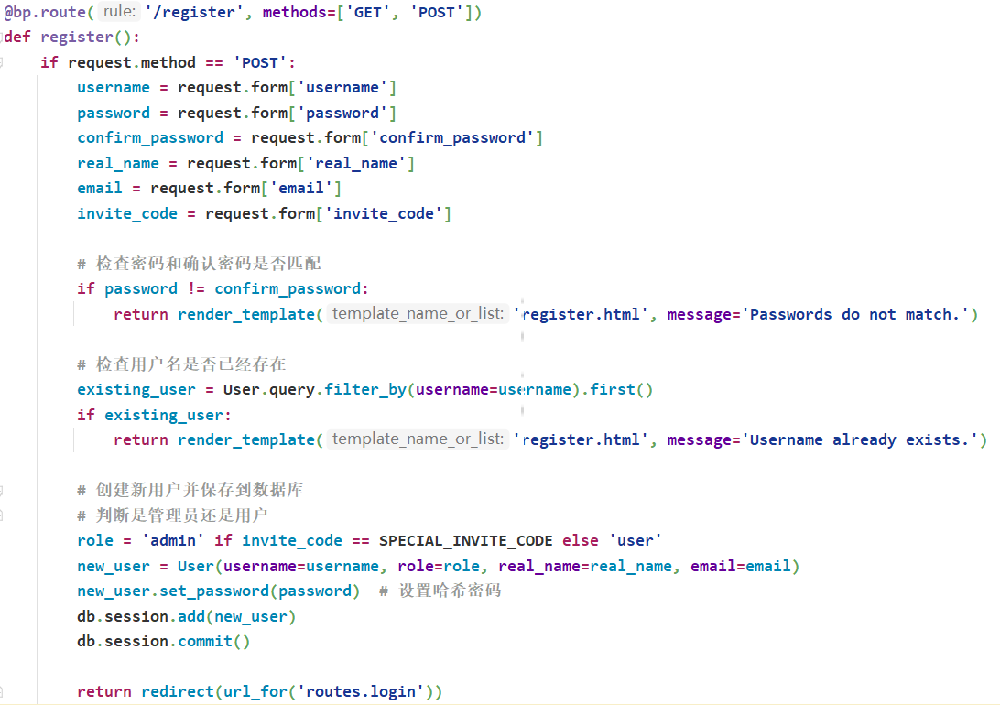 @bp.route( rule: '/register', methods=['GET', 'POST'])
def register():
    if request.method == 'POST':
        username = request.form['username']
        password = request.form['password']
        confirm_password = request.form['confirm_password']
        real_name = request.form['real_name']
        email = request.form['email']
        invite_code = request.form['invite_code']

        # 检查密码和确认密码是否匹配
        if password != confirm_password:
            return render_template( template_name_or_list: 'register.html', message='Passwords do not match.')

        # 检查用户名是否已经存在
        existing_user = User.query.filter_by(username=username).first()
        if existing_user:
            return render_template( template_name_or_list: 'register.html', message='Username already exists.')

        # 创建新用户并保存到数据库
        # 判断是管理员还是用户
        role = 'admin' if invite_code == SPECIAL_INVITE_CODE else 'user'
        new_user = User(username=username, role=role, real_name=real_name, email=email)
        new_user.set_password(password)  # 设置哈希密码
        db.session.add(new_user)
        db.session.commit()

        return redirect(url_for('routes.login'))